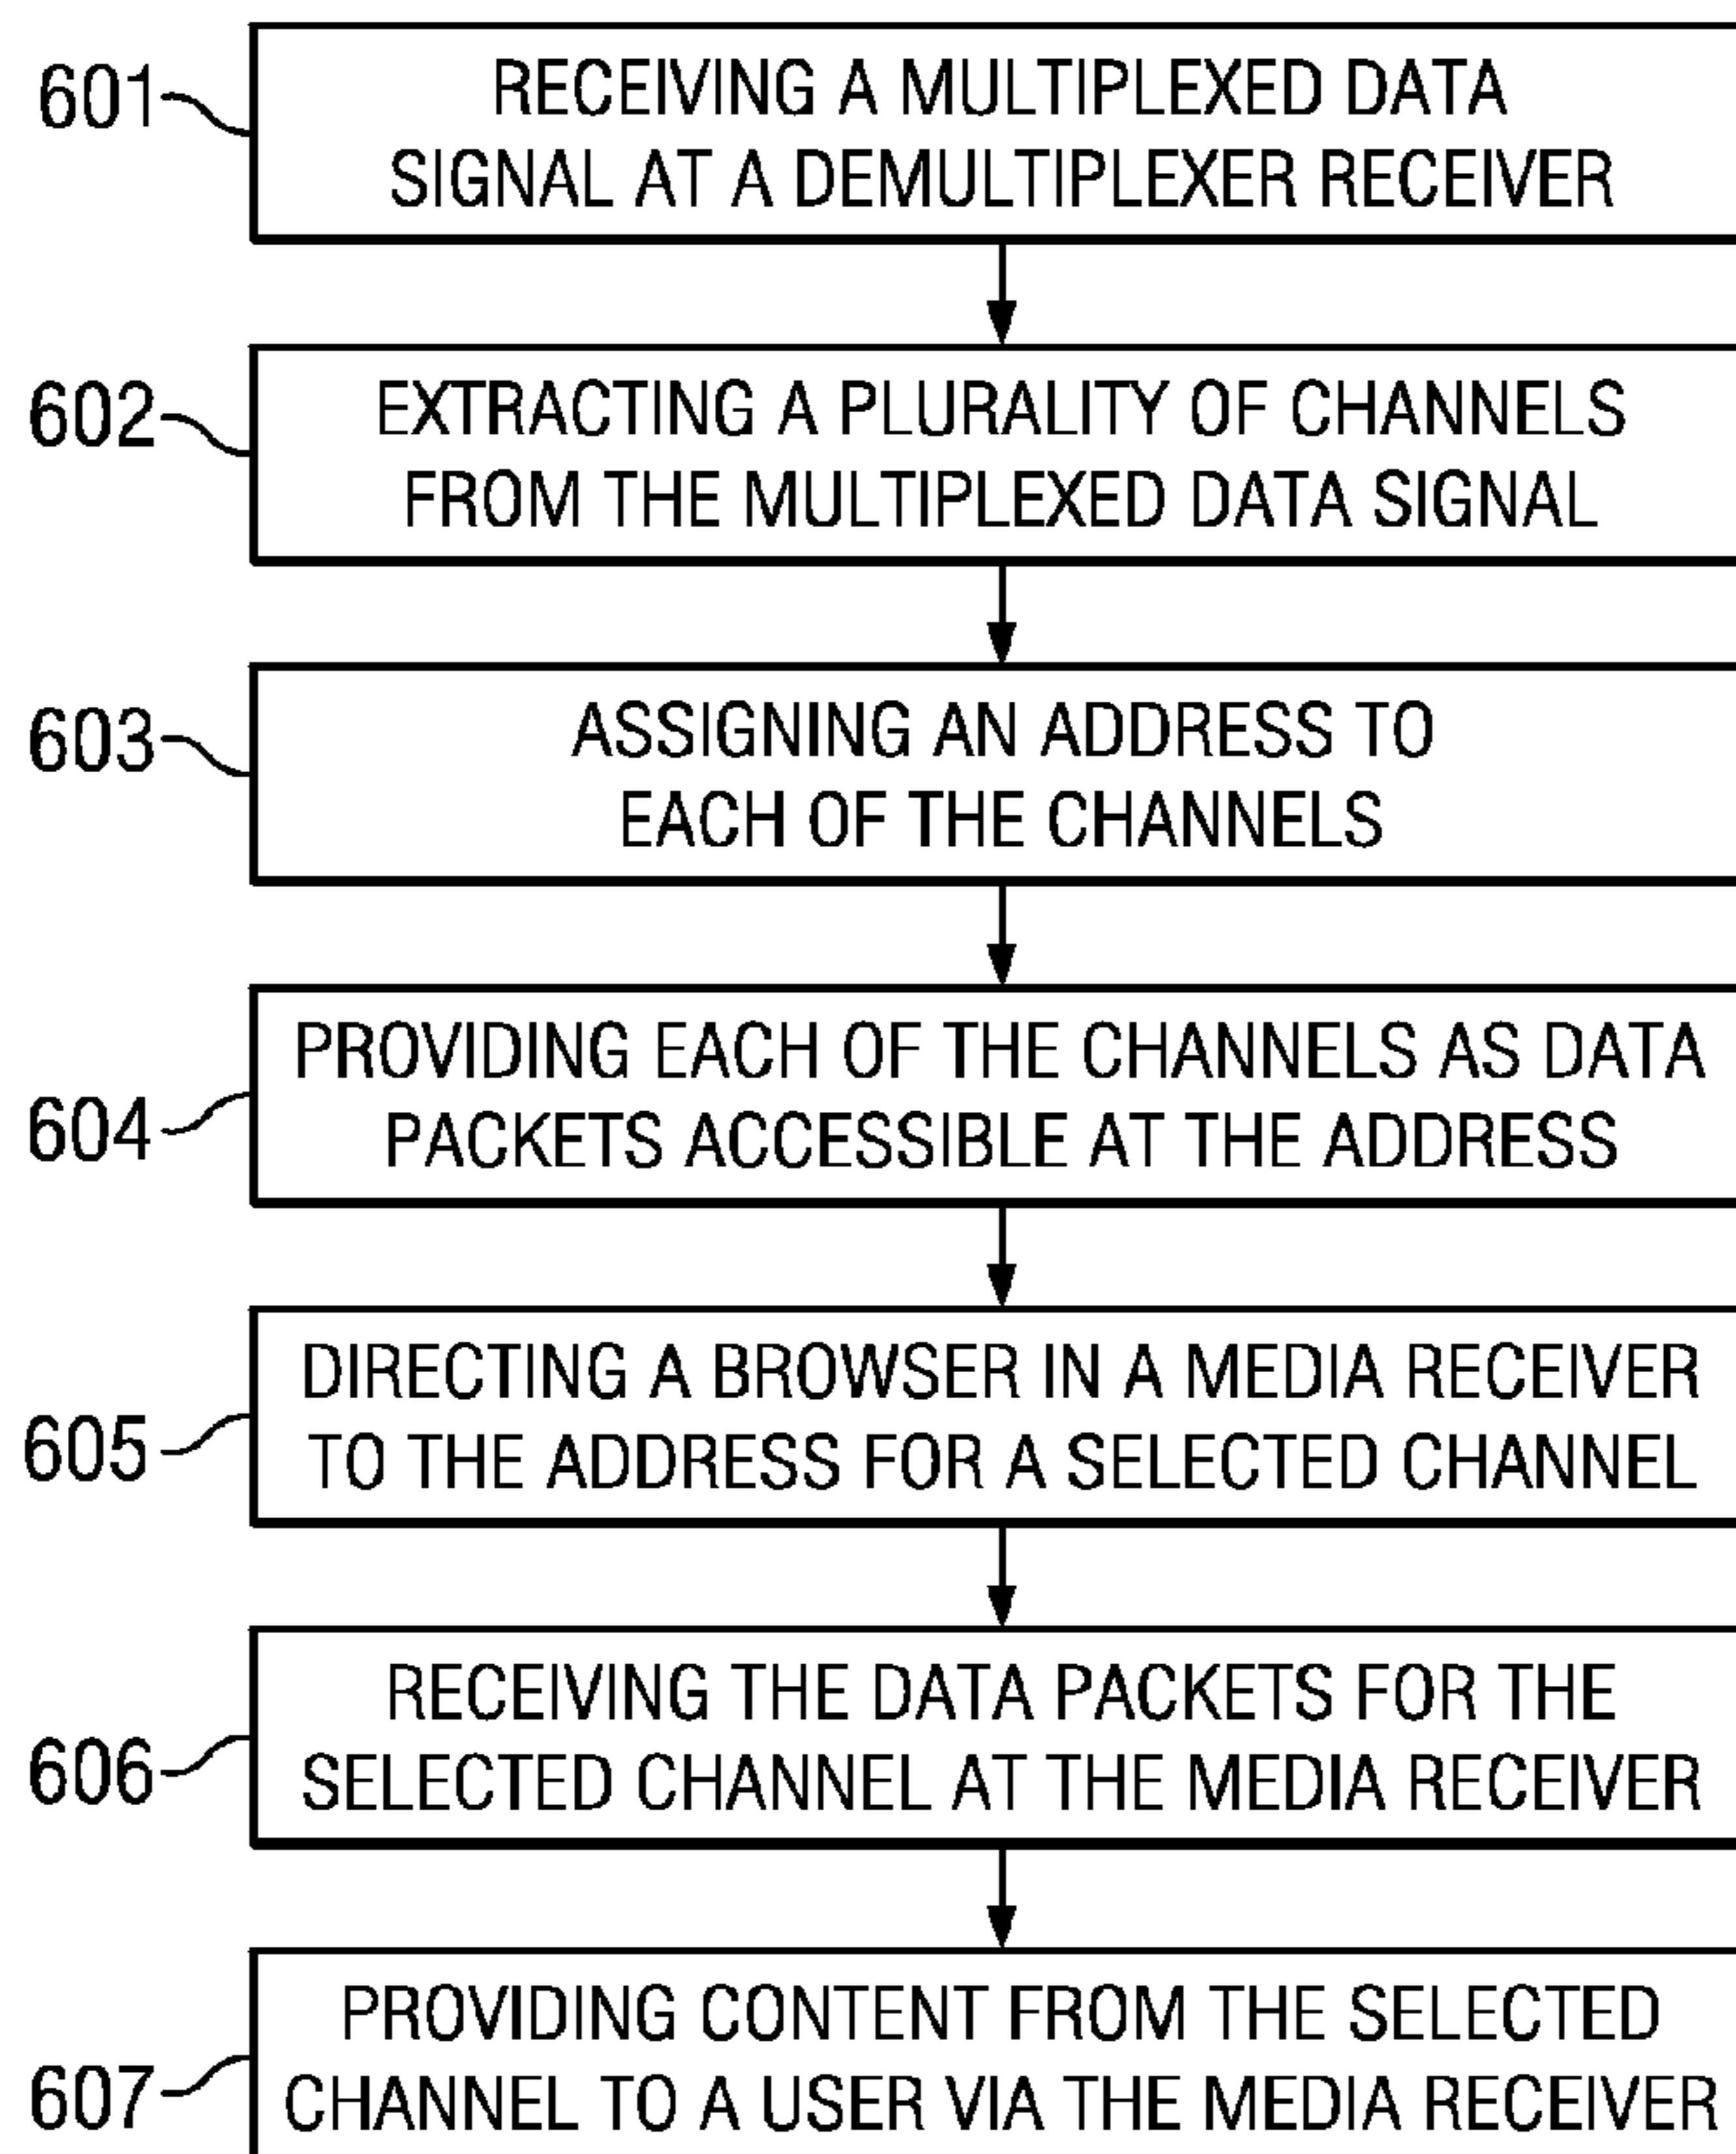 601
RECEIVING A MULTIPLEXED DATA
SIGNAL AT A DEMULTIPLEXER RECEIVER
602
EXTRACTING A PLURALITY OF CHANNELS
FROM THE MULTIPLEXED DATA SIGNAL
603
ASSIGNING AN ADDRESS TO
EACH OF THE CHANNELS
604
PROVIDING EACH OF THE CHANNELS AS DATA
PACKETS ACCESSIBLE AT THE ADDRESS
605
DIRECTING A BROWSER IN A MEDIA RECEIVER
TO THE ADDRESS FOR A SELECTED CHANNEL
606
RECEIVING THE DATA PACKETS FOR THE
SELECTED CHANNEL AT THE MEDIA RECEIVER
607
PROVIDING CONTENT FROM THE SELECTED
CHANNEL TO A USER VIA THE MEDIA RECEIVER